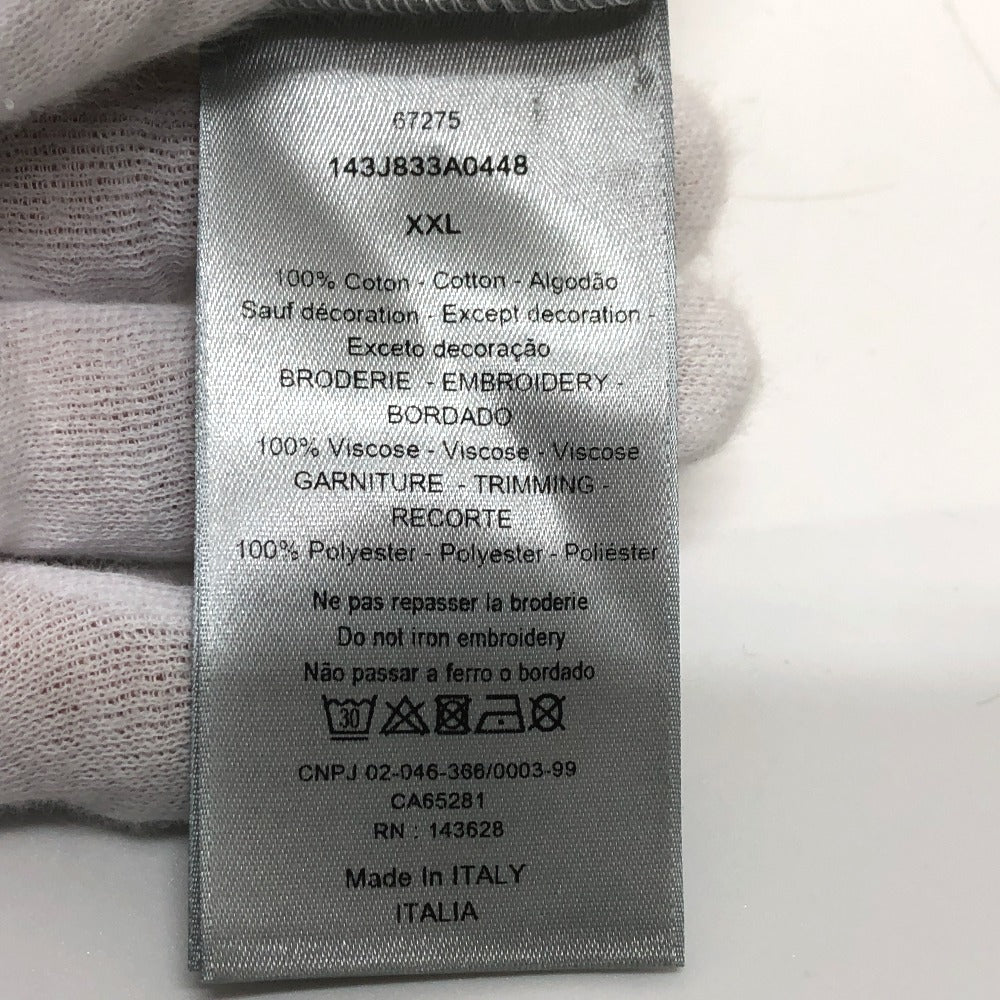 67275
143J833A0448
XXL
100% Coton - Cotton - Algodão
Sauf décoration - Except decoration -
Exceto decoração
BRODERIE - EMBROIDERY -
BORDADO
100% Viscose - Viscose - Viscose
GARNITURE - TRIMMING -
RECORTE
100% Polyester - Polyester - Poliéster
Ne pas repasser la broderie
Do not iron embroidery
Não passar a ferro o bordado
30
CNPJ 02-046-366/0003-99
CA65281
RN : 143628
Made In ITALY
ITALIA